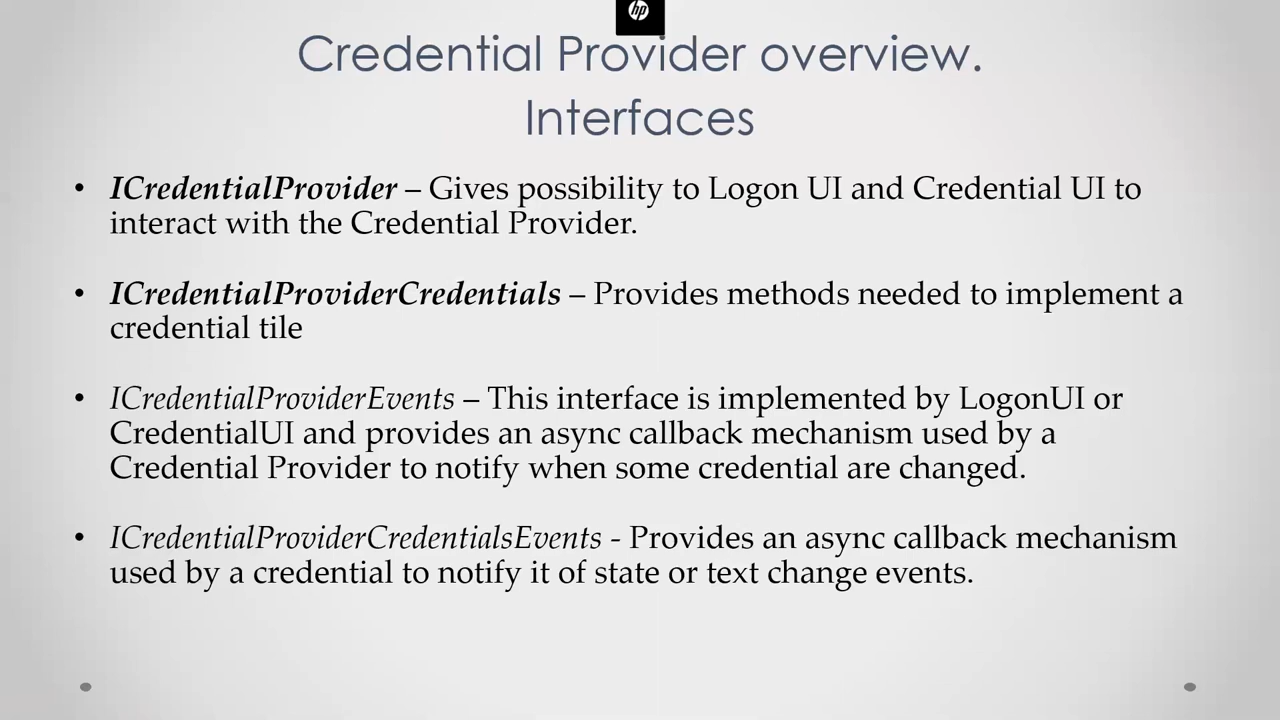 hp
Credential Provider overview.
Interfaces
• ICredentialProvider – Gives possibility to Logon UI and Credential UI to
interact with the Credential Provider.
• ICredentialProviderCredentials – Provides methods needed to implement a
credential tile
• ICredentialProviderEvents – This interface is implemented by LogonUI or
CredentialUI and provides an async callback mechanism used by a
Credential Provider to notify when some credential are changed.
• ICredentialProviderCredentialsEvents - Provides an async callback mechanism
used by a credential to notify it of state or text change events.